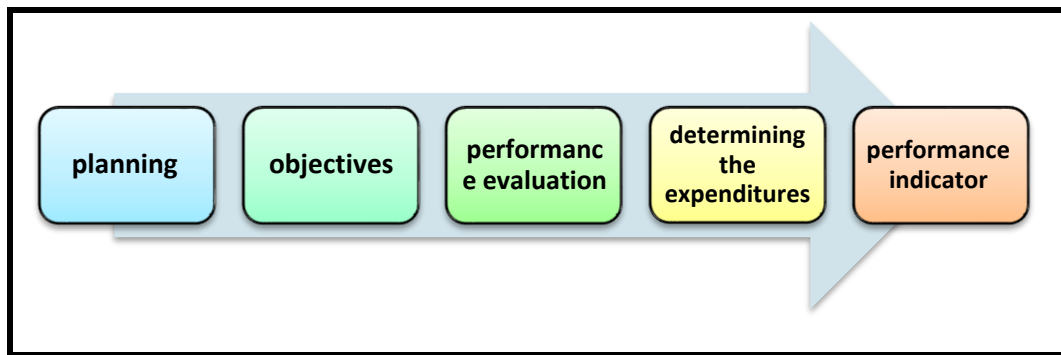 planning
objectives
performanc
e evaluation
determining
the
expenditures
performance
indicator